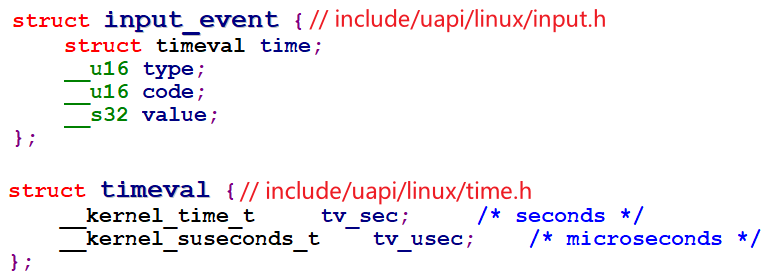 struct input_event { // include/uapi/linux/input.h
struct timeval time;
__u16 type;
__u16 code;
__s32 value;
};
struct timeval { // include/uapi/linux/time.h
__kernel_time_t tv_sec; /* seconds */
__kernel_suseconds_t tv_usec; /* microseconds */
};